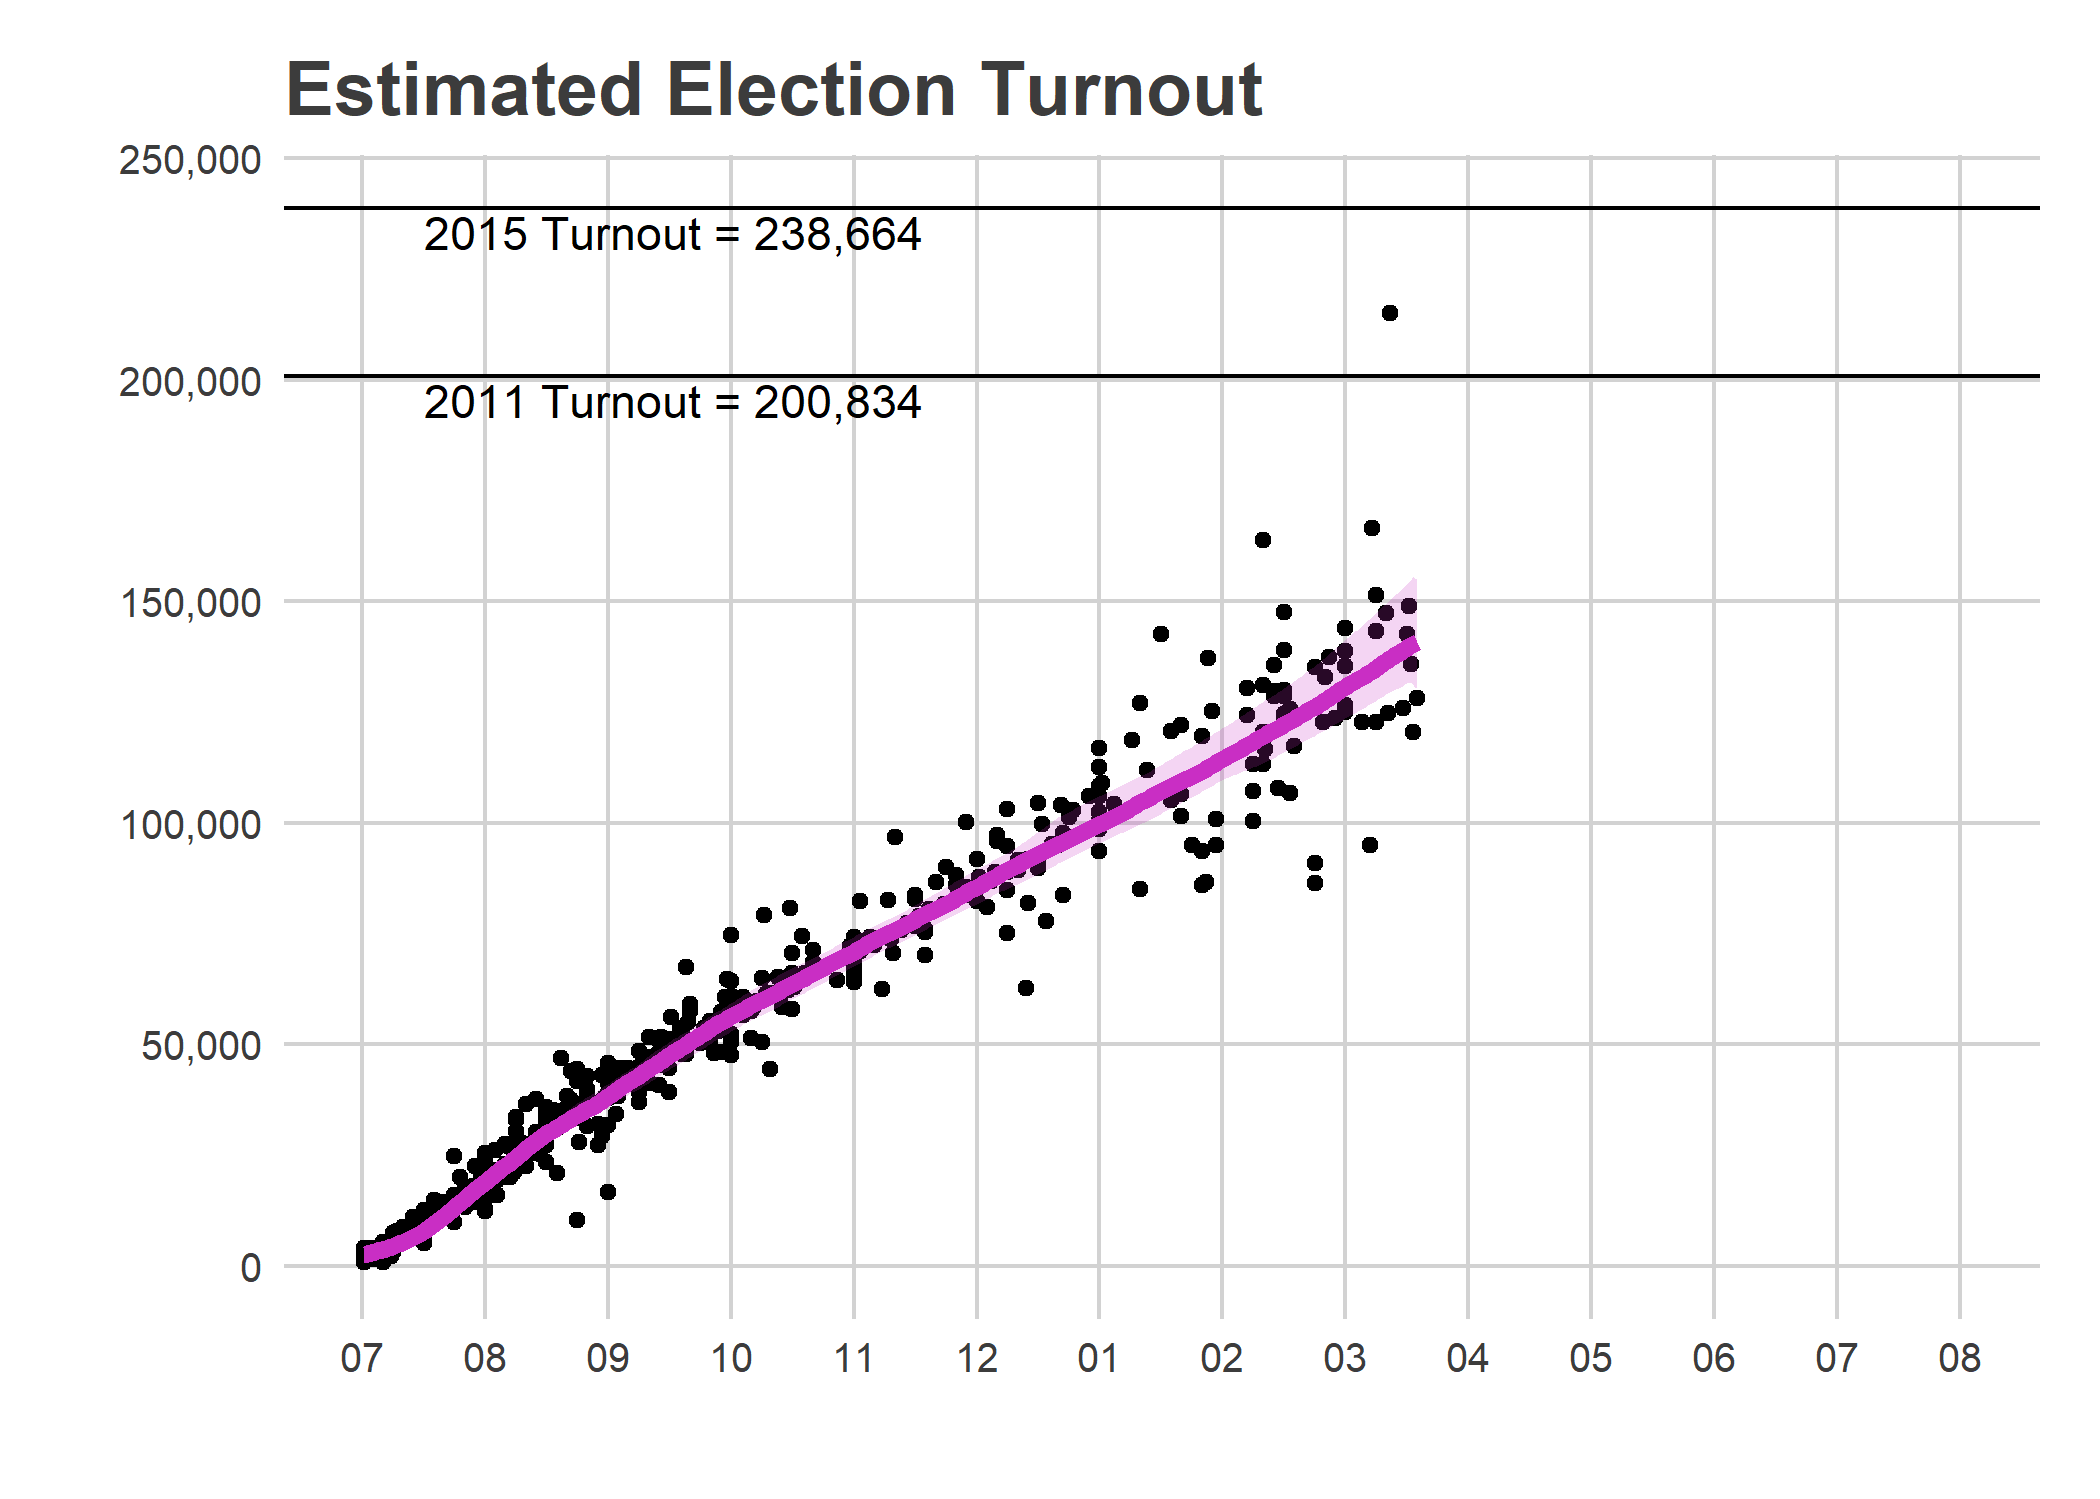 Estimated Election Turnout
250,000
2015 Turnout = 238,664
200,000
2011 Turnout = 200,834
150,000
100,000
50,000
0
07 08 09 10 11 12 01 02 03 04 05 06 07 08